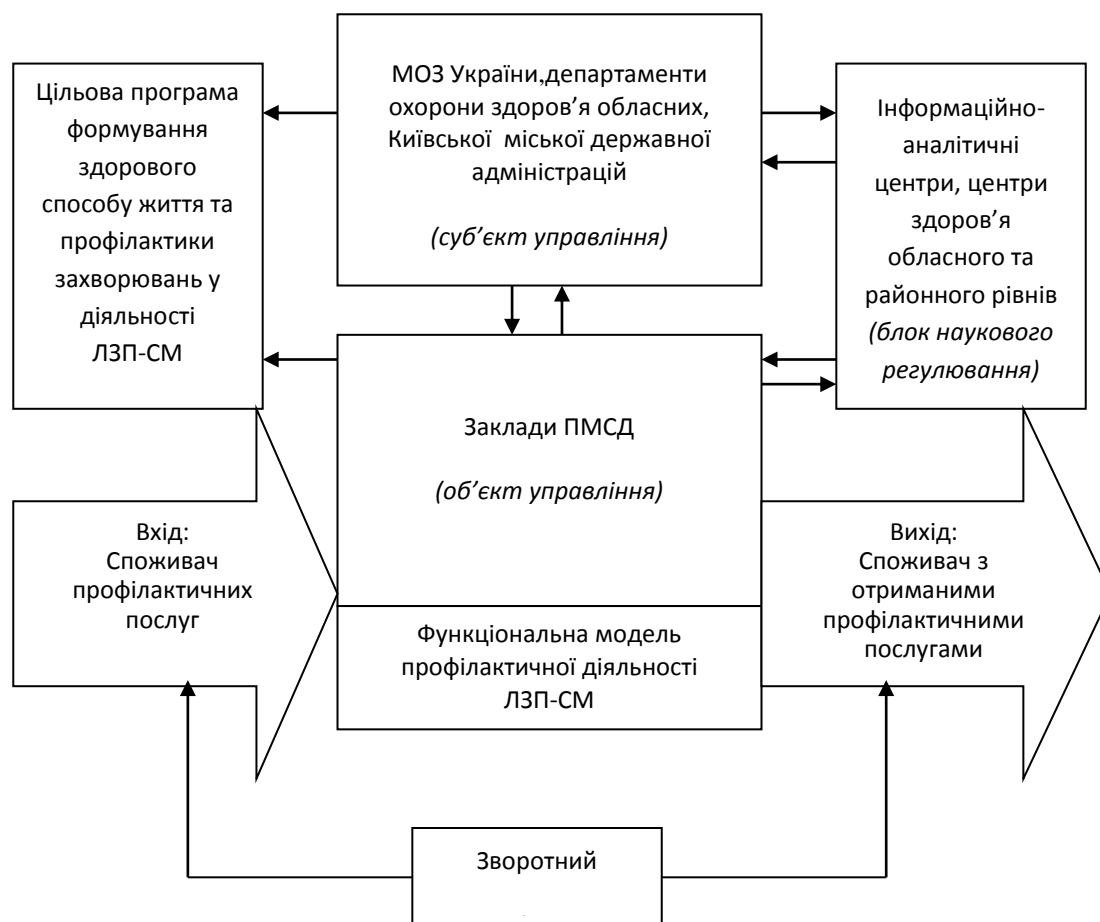 Цільова програма
формування
здорового
способу життя та
профілактики
захворювань у
діяльності
ЛЗП-СМ
МОЗ України,департаменти
охорони здоров’я обласних,
Київської міської державної
адміністрацій
(суб’єкт управління)
Інформаційно-
аналітичні
центри, центри
здоров’я
обласного та
районного рівнів
(блок наукового
регулювання)
Заклади ПМСД
(об’єкт управління)
Вхід:
Споживач
профілактичних
послуг
Функціональна модель
профілактичної діяльності
ЛЗП-СМ
Вихід:
Споживач з
отриманими
профілактичними
послугами
Зворотний